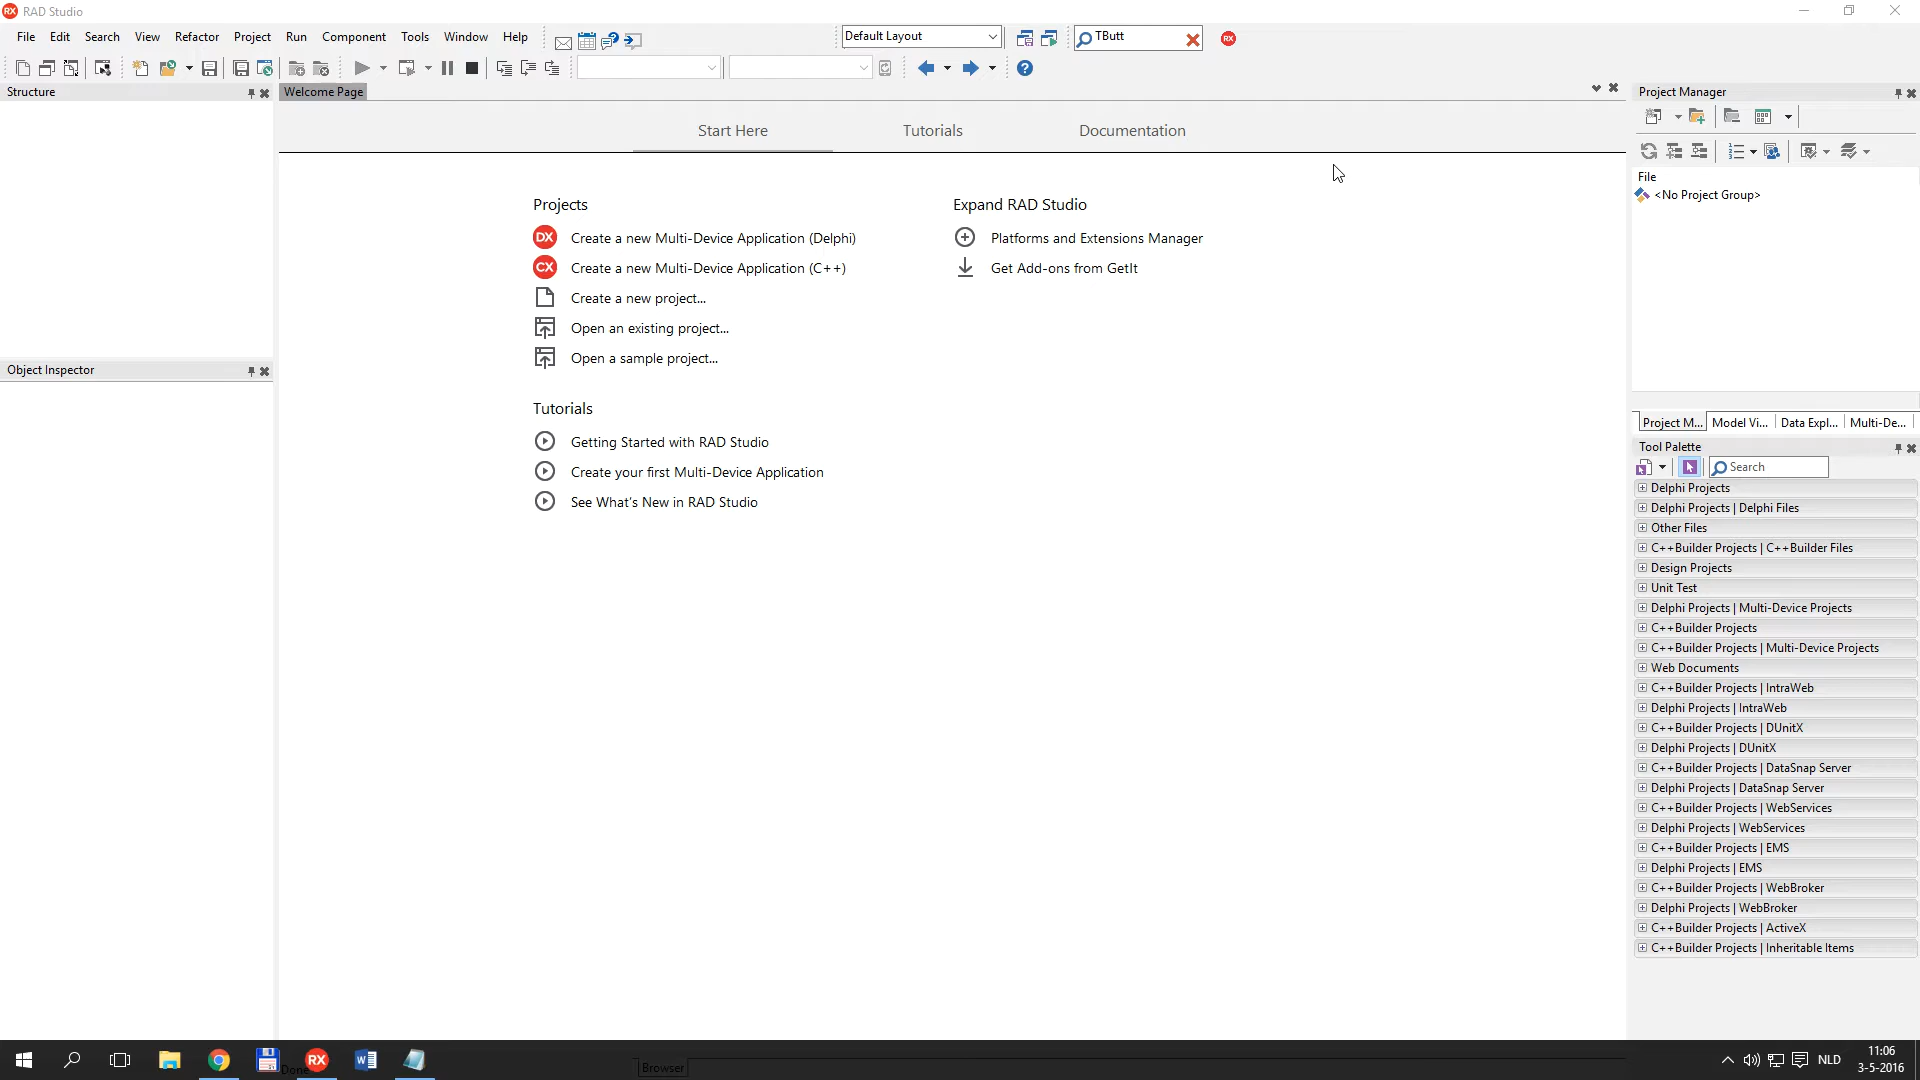 RX RAD Studio
File Edit Search View Refactor Project Run Component Tools Window Help
Default Layout
TButt
RX
Structure
Welcome Page
Start Here Tutorials Documentation
Projects
DX Create a new Multi-Device Application (Delphi)
CX Create a new Multi-Device Application (C++)
Create a new project...
Open an existing project...
Open a sample project...
Expand RAD Studio
Platforms and Extensions Manager
Get Add-ons from GetIt
Tutorials
Getting Started with RAD Studio
Create your first Multi-Device Application
See What's New in RAD Studio
Object Inspector
Project Manager
File
<No Project Group>
Project M... Model Vi... Data Expl... Multi-De...
Tool Palette
Search
Delphi Projects
Delphi Projects | Delphi Files
Other Files
C++Builder Projects | C++Builder Files
Design Projects
Unit Test
Delphi Projects | Multi-Device Projects
C++Builder Projects
C++Builder Projects | Multi-Device Projects
Web Documents
C++Builder Projects | IntraWeb
Delphi Projects | IntraWeb
C++Builder Projects | DUnitX
Delphi Projects | DUnitX
C++Builder Projects | DataSnap Server
Delphi Projects | DataSnap Server
C++Builder Projects | WebServices
Delphi Projects | WebServices
C++Builder Projects | EMS
Delphi Projects | EMS
C++Builder Projects | WebBroker
Delphi Projects | WebBroker
C++Builder Projects | ActiveX
C++Builder Projects | Inheritable Items
Done
RX
Browser
NLD
11:06
3-5-2016